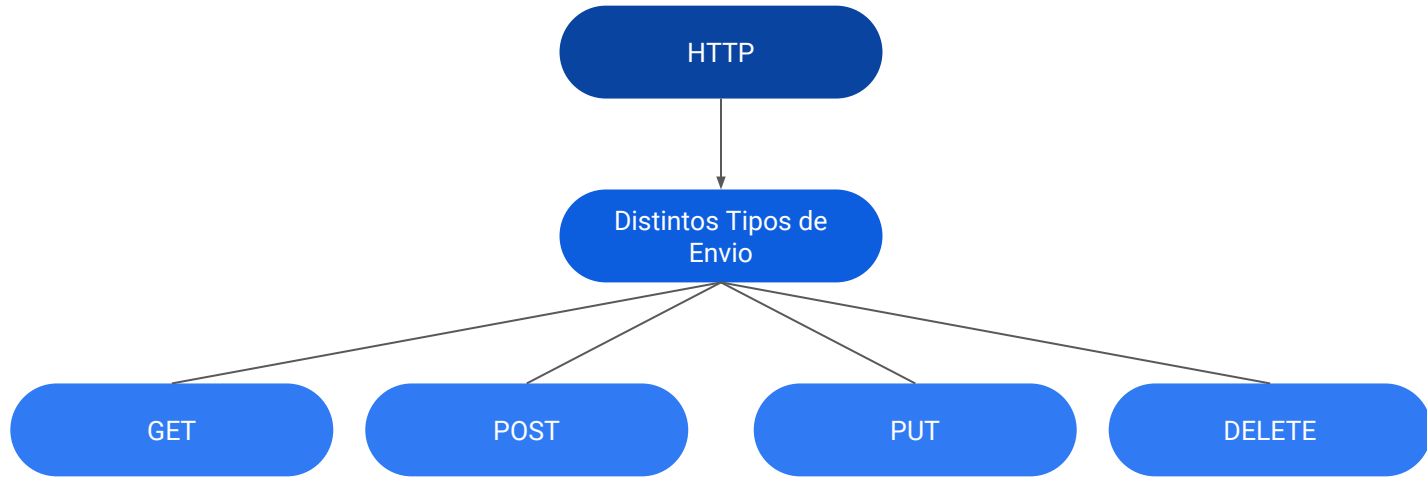 HTTP
Distintos Tipos de
Envio
GET
POST
PUT
DELETE